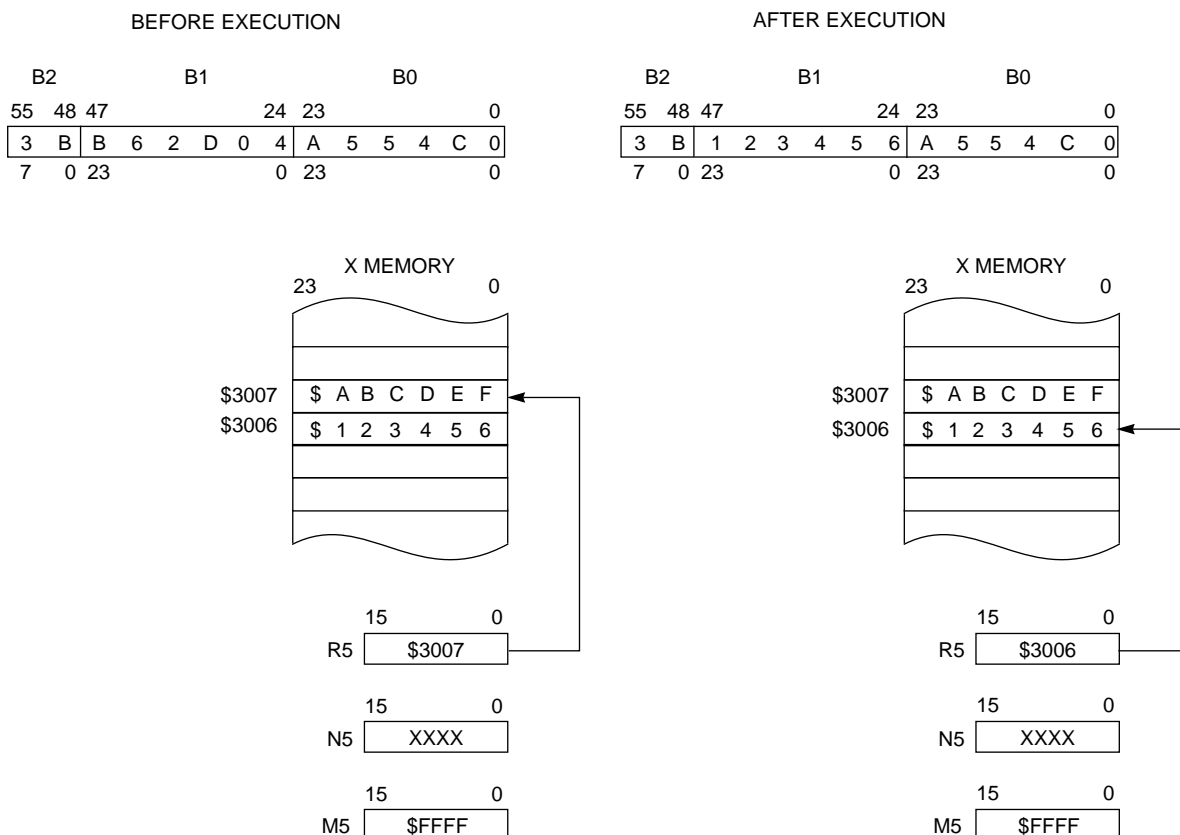 BEFORE EXECUTION AFTER EXECUTION
B2 B1 B0 B2 B1 B0
55 48 47 24 23 0 55 48 47 24 23 0
3 B B 6 2 D 0 4 A 5 5 4 C 0 3 B 1 2 3 4 5 6 A 5 5 4 C 0
7 0 23 0 23 0 7 0 23 0 23 0
X MEMORY X MEMORY
23 0 23 0
$3007 $ A B C D E F $3007 $ A B C D E F
$3006 $ 1 2 3 4 5 6 $3006 $ 1 2 3 4 5 6
15 0 15 0
R5 $3007 R5 $3006
15 0 15 0
N5 XXXX N5 XXXX
15 0 15 0
M5 $FFFF M5 $FFFF